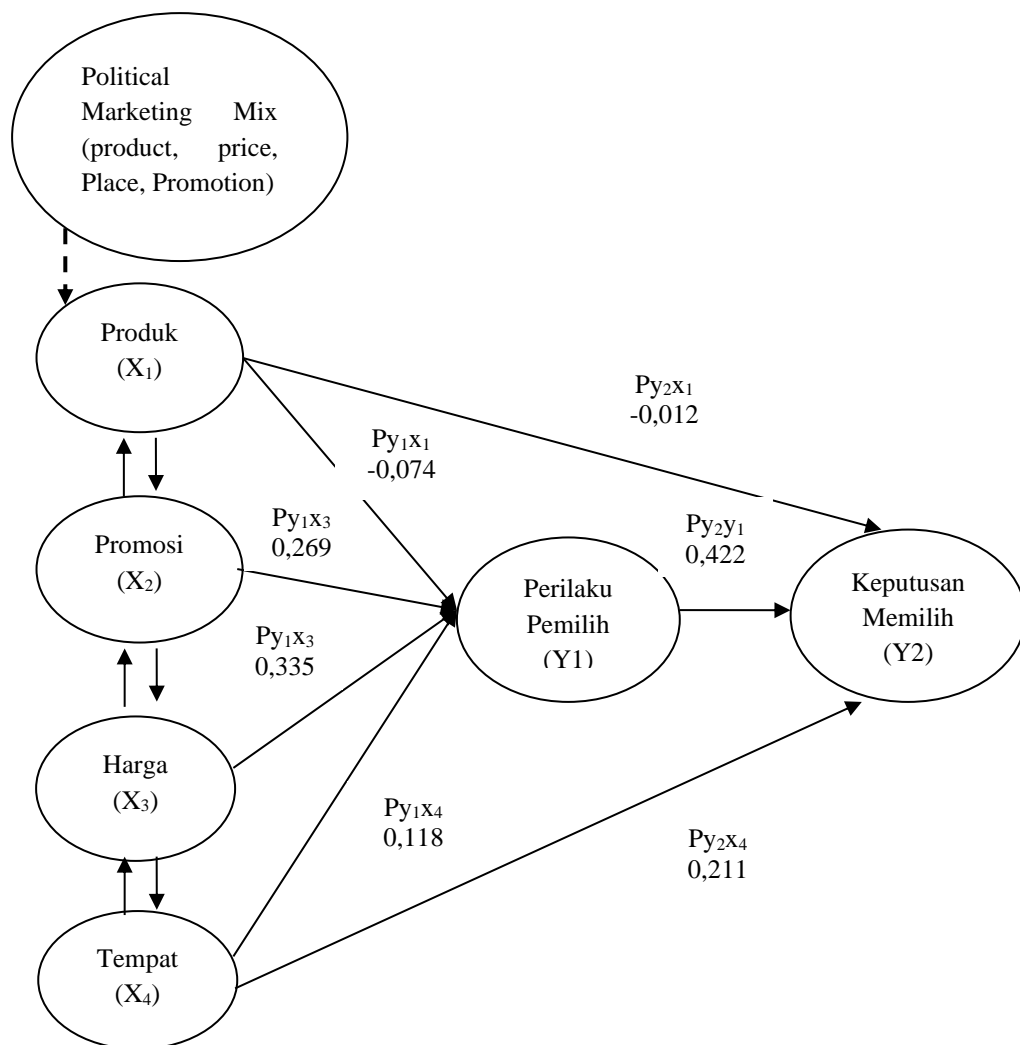 Political
Marketing Mix
(product, price,
Place, Promotion)
Produk
(X₁)
Py₂x₁
-0,012
Py₁x₁
-0,074
Promosi
(X₂)
Py₁x₃
0,269
Py₂y₁
0,422
Perilaku
Pemilih
(Y1)
Keputusan
Memilih
(Y2)
Py₁x₃
0,335
Harga
(X₃)
Py₁x₄
0,118
Py₂x₄
0,211
Tempat
(X₄)